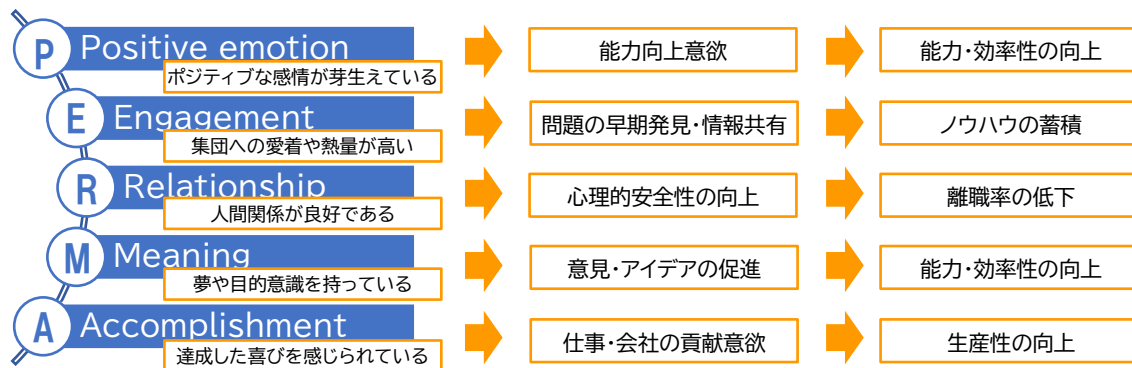 P Positive emotion
ポジティブな感情が芽生えている
能力向上意欲
能力・効率性の向上
E Engagement
集団への愛着や熱量が高い
問題の早期発見・情報共有
ノウハウの蓄積
R Relationship
人間関係が良好である
心理的安全性の向上
離職率の低下
M Meaning
夢や目的意識を持っている
意見・アイデアの促進
能力・効率性の向上
A Accomplishment
達成した喜びを感じられている
仕事・会社の貢献意欲
生産性の向上